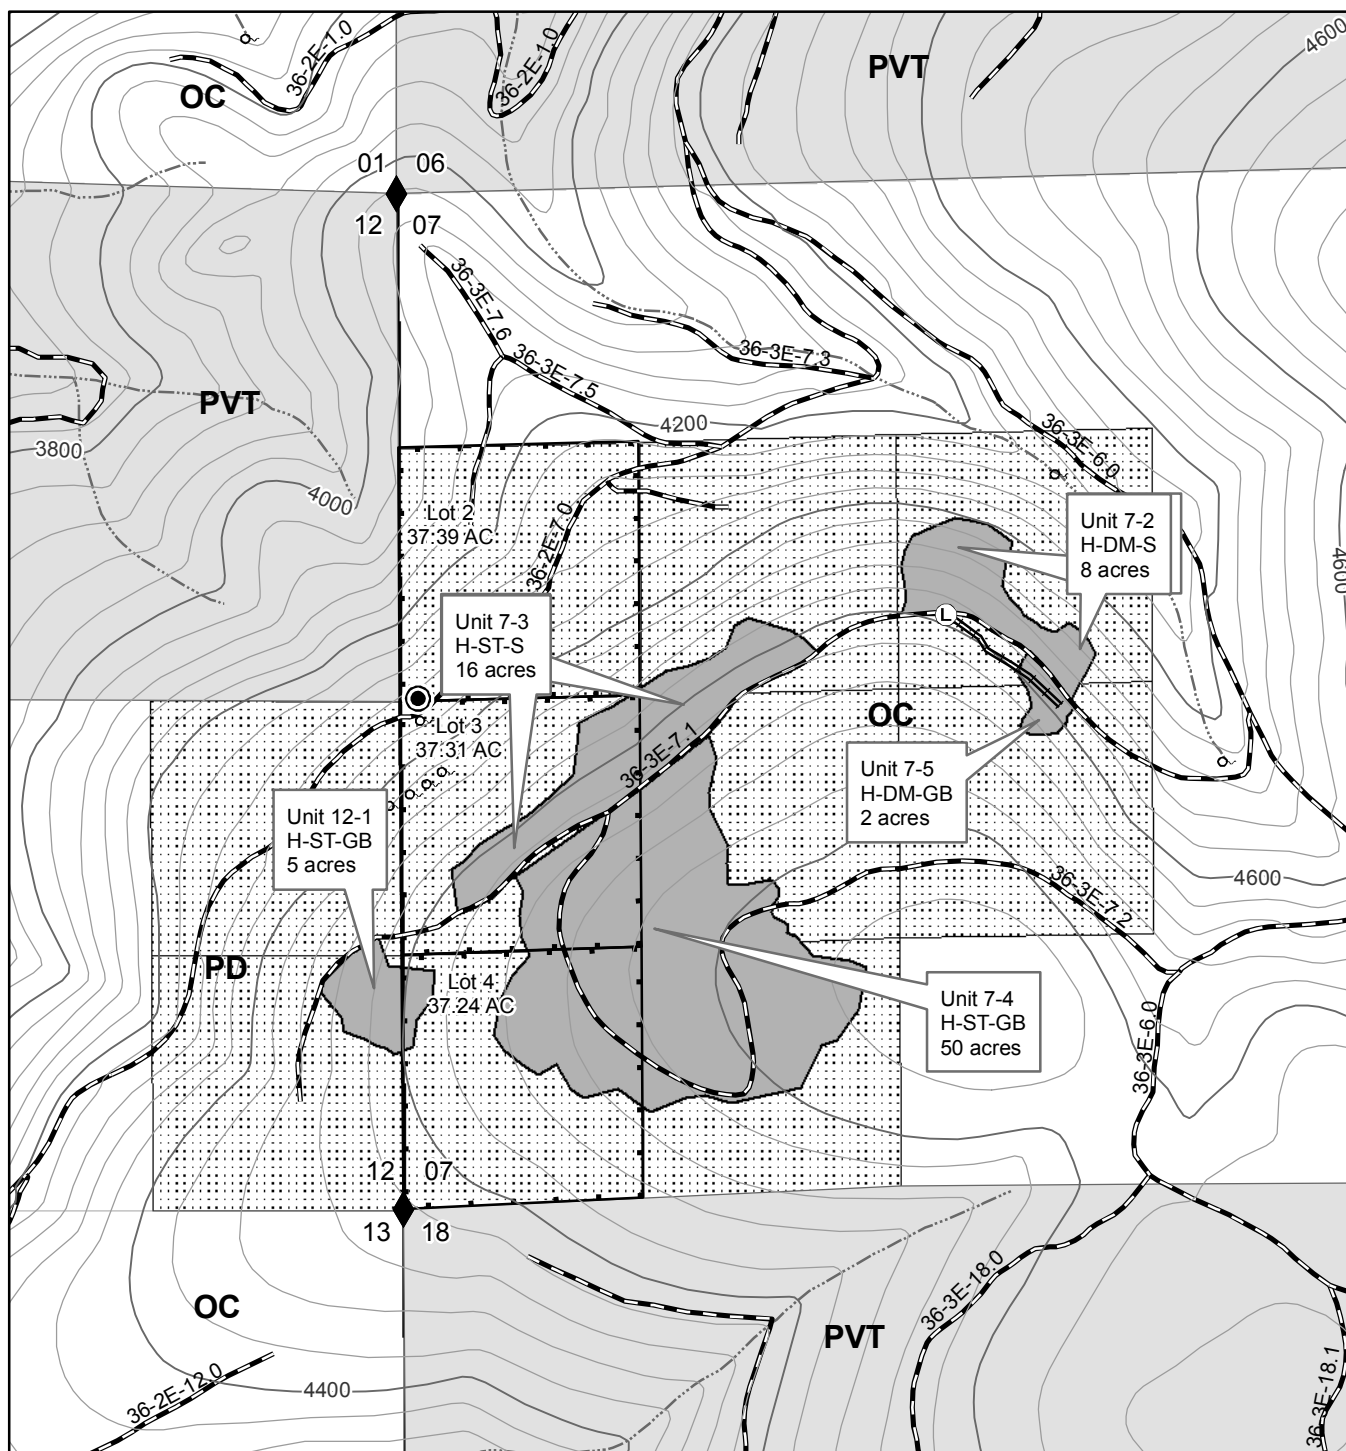 4600
36-2E-1.0
36-2E-1.0
PVT
OC
01 06
12 07
36-3E-7.6
36-3E-7.5
36-3E-7.3
PVT
4200
36-3E-6.0
3800
4000
Lot 2
37.39 AC
36-2E-7.0
Unit 7-2
H-DM-S
8 acres
4600
Unit 7-3
H-ST-S
16 acres
L
OC
Lot 3
37.31 AC
36-3E-7.1
Unit 7-5
H-DM-GB
2 acres
Unit 12-1
H-ST-GB
5 acres
4600
36-3E-7.2
PD
Lot 4
37.24 AC
Unit 7-4
H-ST-GB
50 acres
36-3E-6.0
12 07
13 18
OC
36-3E-18.0
PVT
4400
36-2E-12.0
36-3E-18.1